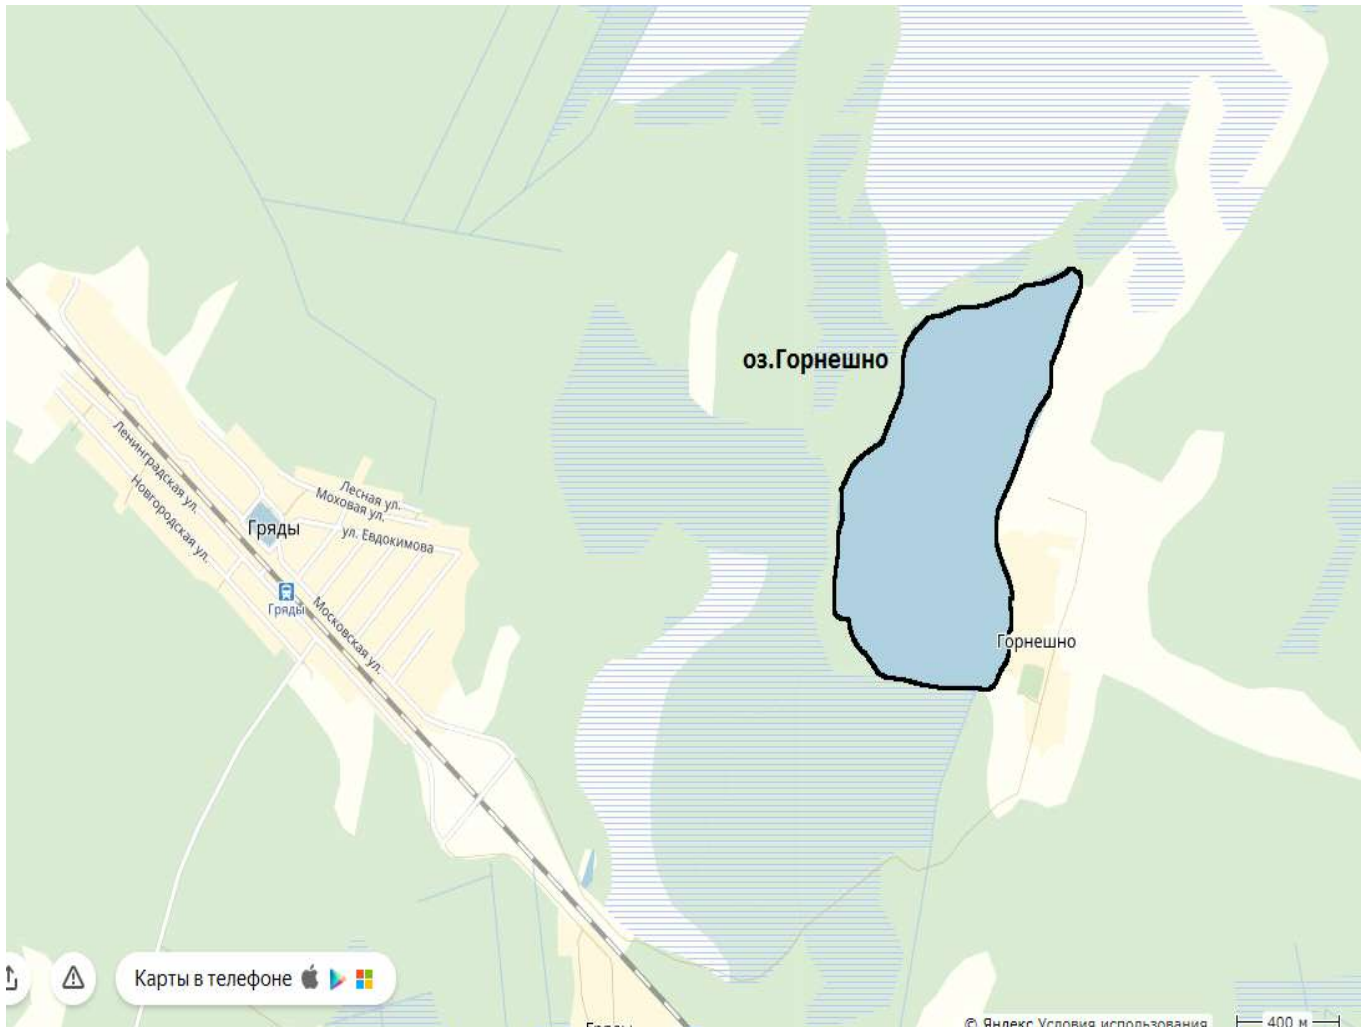 оз.Горнешно
Ленинградская ул.
Новгородская ул.
Лесная ул.
Моховая ул.
Гряды
ул. Евдокимова
Гряды
Московская ул.
Горнешно
Карты в телефоне
Гряды
© Яндекс Условия использования
400 м